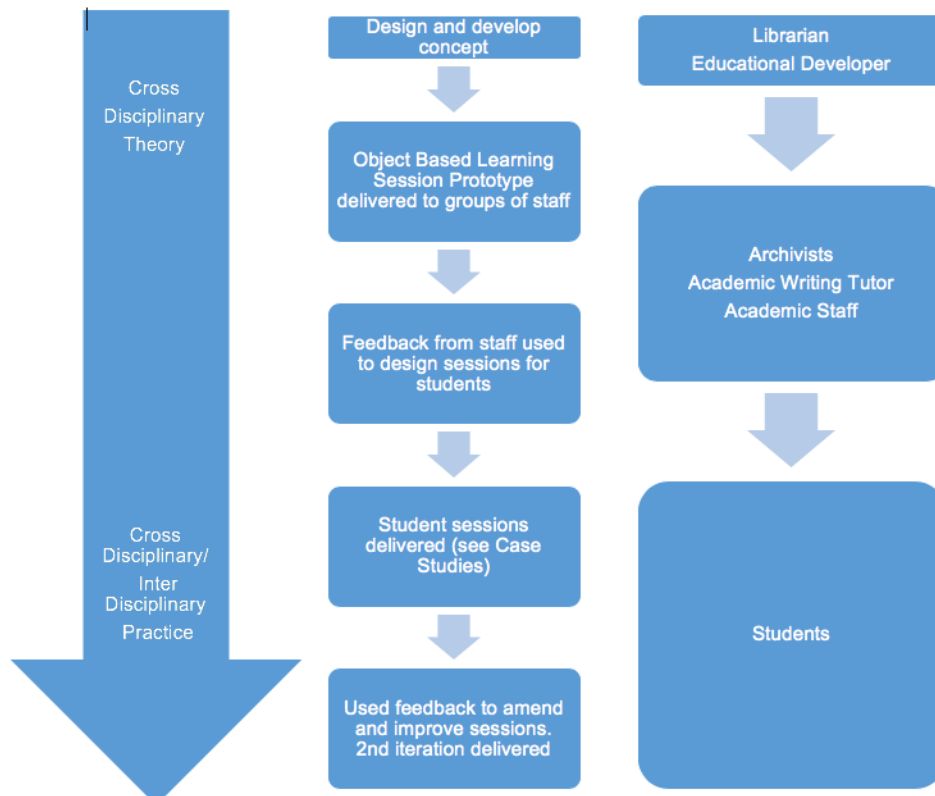 Cross
Disciplinary
Theory
Cross
Disciplinary/
Inter
Disciplinary
Practice
Design and develop
concept
Object Based Learning
Session Prototype
delivered to groups of staff
Feedback from staff used
to design sessions for
students
Student sessions
delivered (see Case
Studies)
Used feedback to amend
and improve sessions.
2nd iteration delivered
Librarian
Educational Developer
Archivists
Academic Writing Tutor
Academic Staff
Students